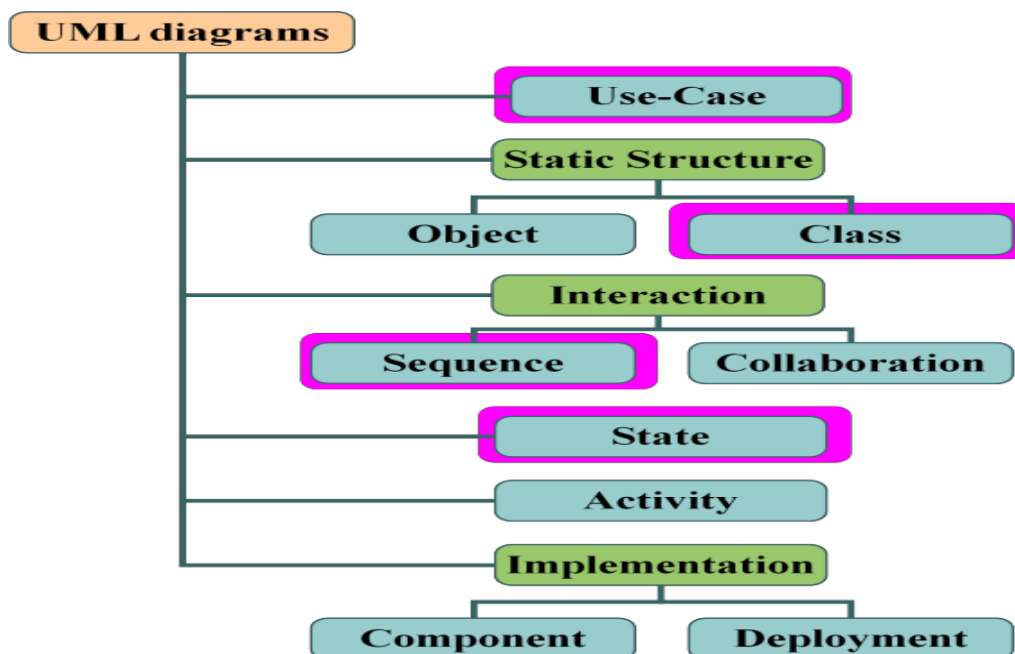 UML diagrams
Use-Case
Static Structure
Object
Class
Interaction
Sequence
Collaboration
State
Activity
Implementation
Component
Deployment